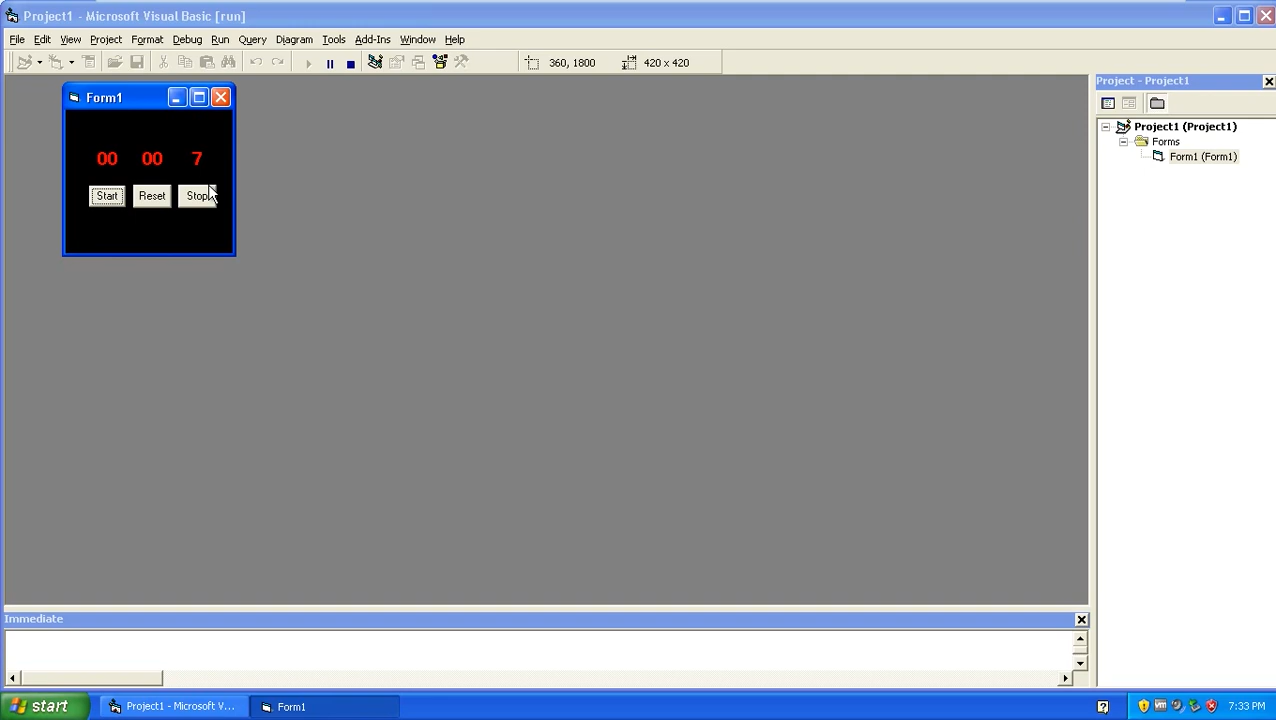 Project1 - Microsoft Visual Basic [run]
File Edit View Project Format Debug Run Query Diagram Tools Add-Ins Window Help
360, 1800 420 x 420
Form1
00 00 7
Start Reset Stop
Project - Project1
Project1 (Project1)
Forms
Form1 (Form1)
Immediate
start Project1 - Microsoft V... Form1 ? 7:33 PM